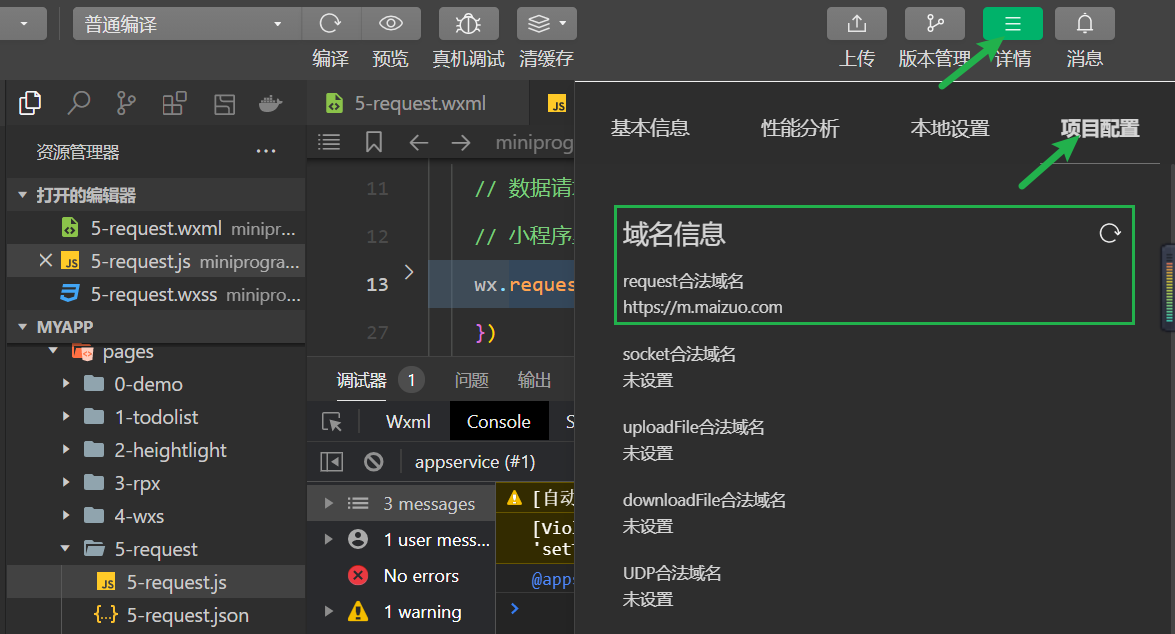 普通编译
编译
预览
真机调试
清缓存
上传
版本管理
详情
消息
5-request.wxml
JS
资源管理器
打开的编辑器
5-request.wxml minipr...
JS 5-request.js miniprogra...
5-request.wxss minipro...
MYAPP
pages
0-demo
1-todolist
2-heightlight
3-rpx
4-wxs
5-request
JS 5-request.js
{..} 5-request.json
miniprog
11 // 数据请
12 // 小程序
13 wx.reques
27 })
调试器 1 问题 输出
Wxml Console S
appservice (#1)
3 messages
1 user mess...
No errors
1 warning
[自动
[Viol
'set
@apps
基本信息 性能分析 本地设置 项目配置
域名信息
request合法域名
https://m.maizuo.com
socket合法域名
未设置
uploadFile合法域名
未设置
downloadFile合法域名
未设置
UDP合法域名
未设置